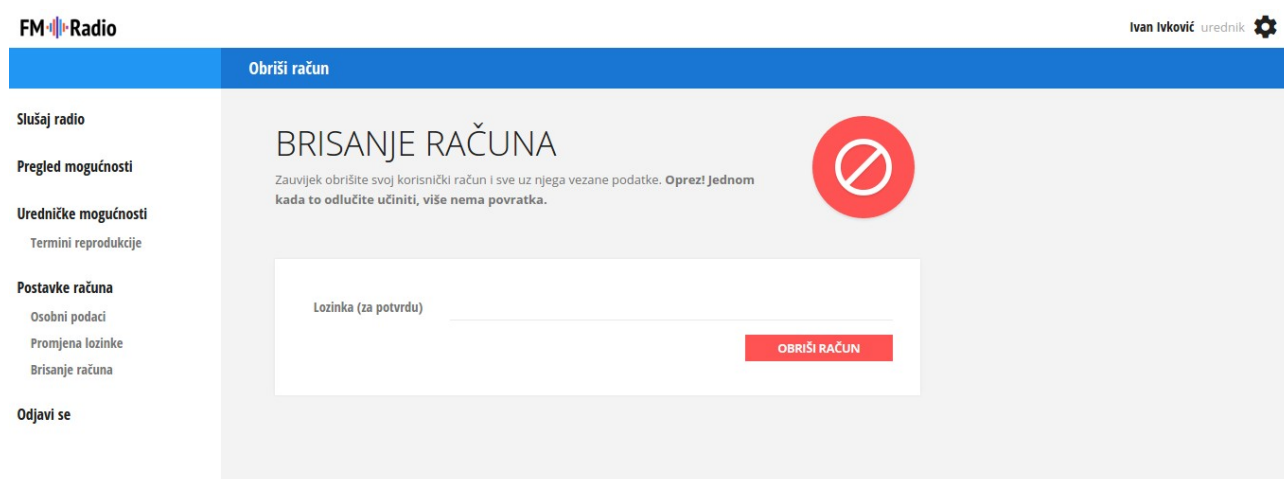 FM Radio
Ivan Ivković urednik
Obriši račun
Slušaj radio
Pregled mogućnosti
Uredničke mogućnosti
Termini reprodukcije
Postavke računa
Osobni podaci
Promjena lozinke
Brisanje računa
Odjavi se
BRISANJE RAČUNA
Zauvijek obrišite svoj korisnički račun i sve uz njega vezane podatke. Oprez! Jednom
kada to odlučite učiniti, više nema povratka.
Lozinka (za potvrdu)
OBRIŠI RAČUN